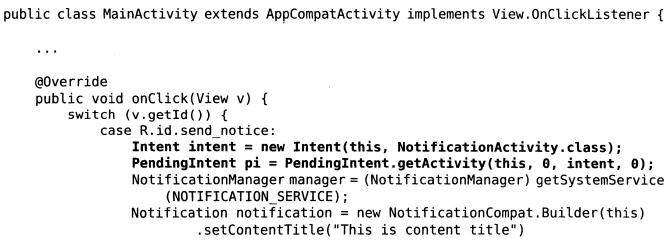 public class MainActivity extends AppCompatActivity implements View.OnClickListener {
...
@Override
public void onClick(View v) {
switch (v.getId()) {
case R.id.send_notice:
Intent intent = new Intent(this, NotificationActivity.class);
PendingIntent pi = PendingIntent.getActivity(this, 0, intent, 0);
NotificationManager manager = (NotificationManager) getSystemService
(NOTIFICATION_SERVICE);
Notification notification = new NotificationCompat.Builder(this)
.setContentTitle("This is content title")